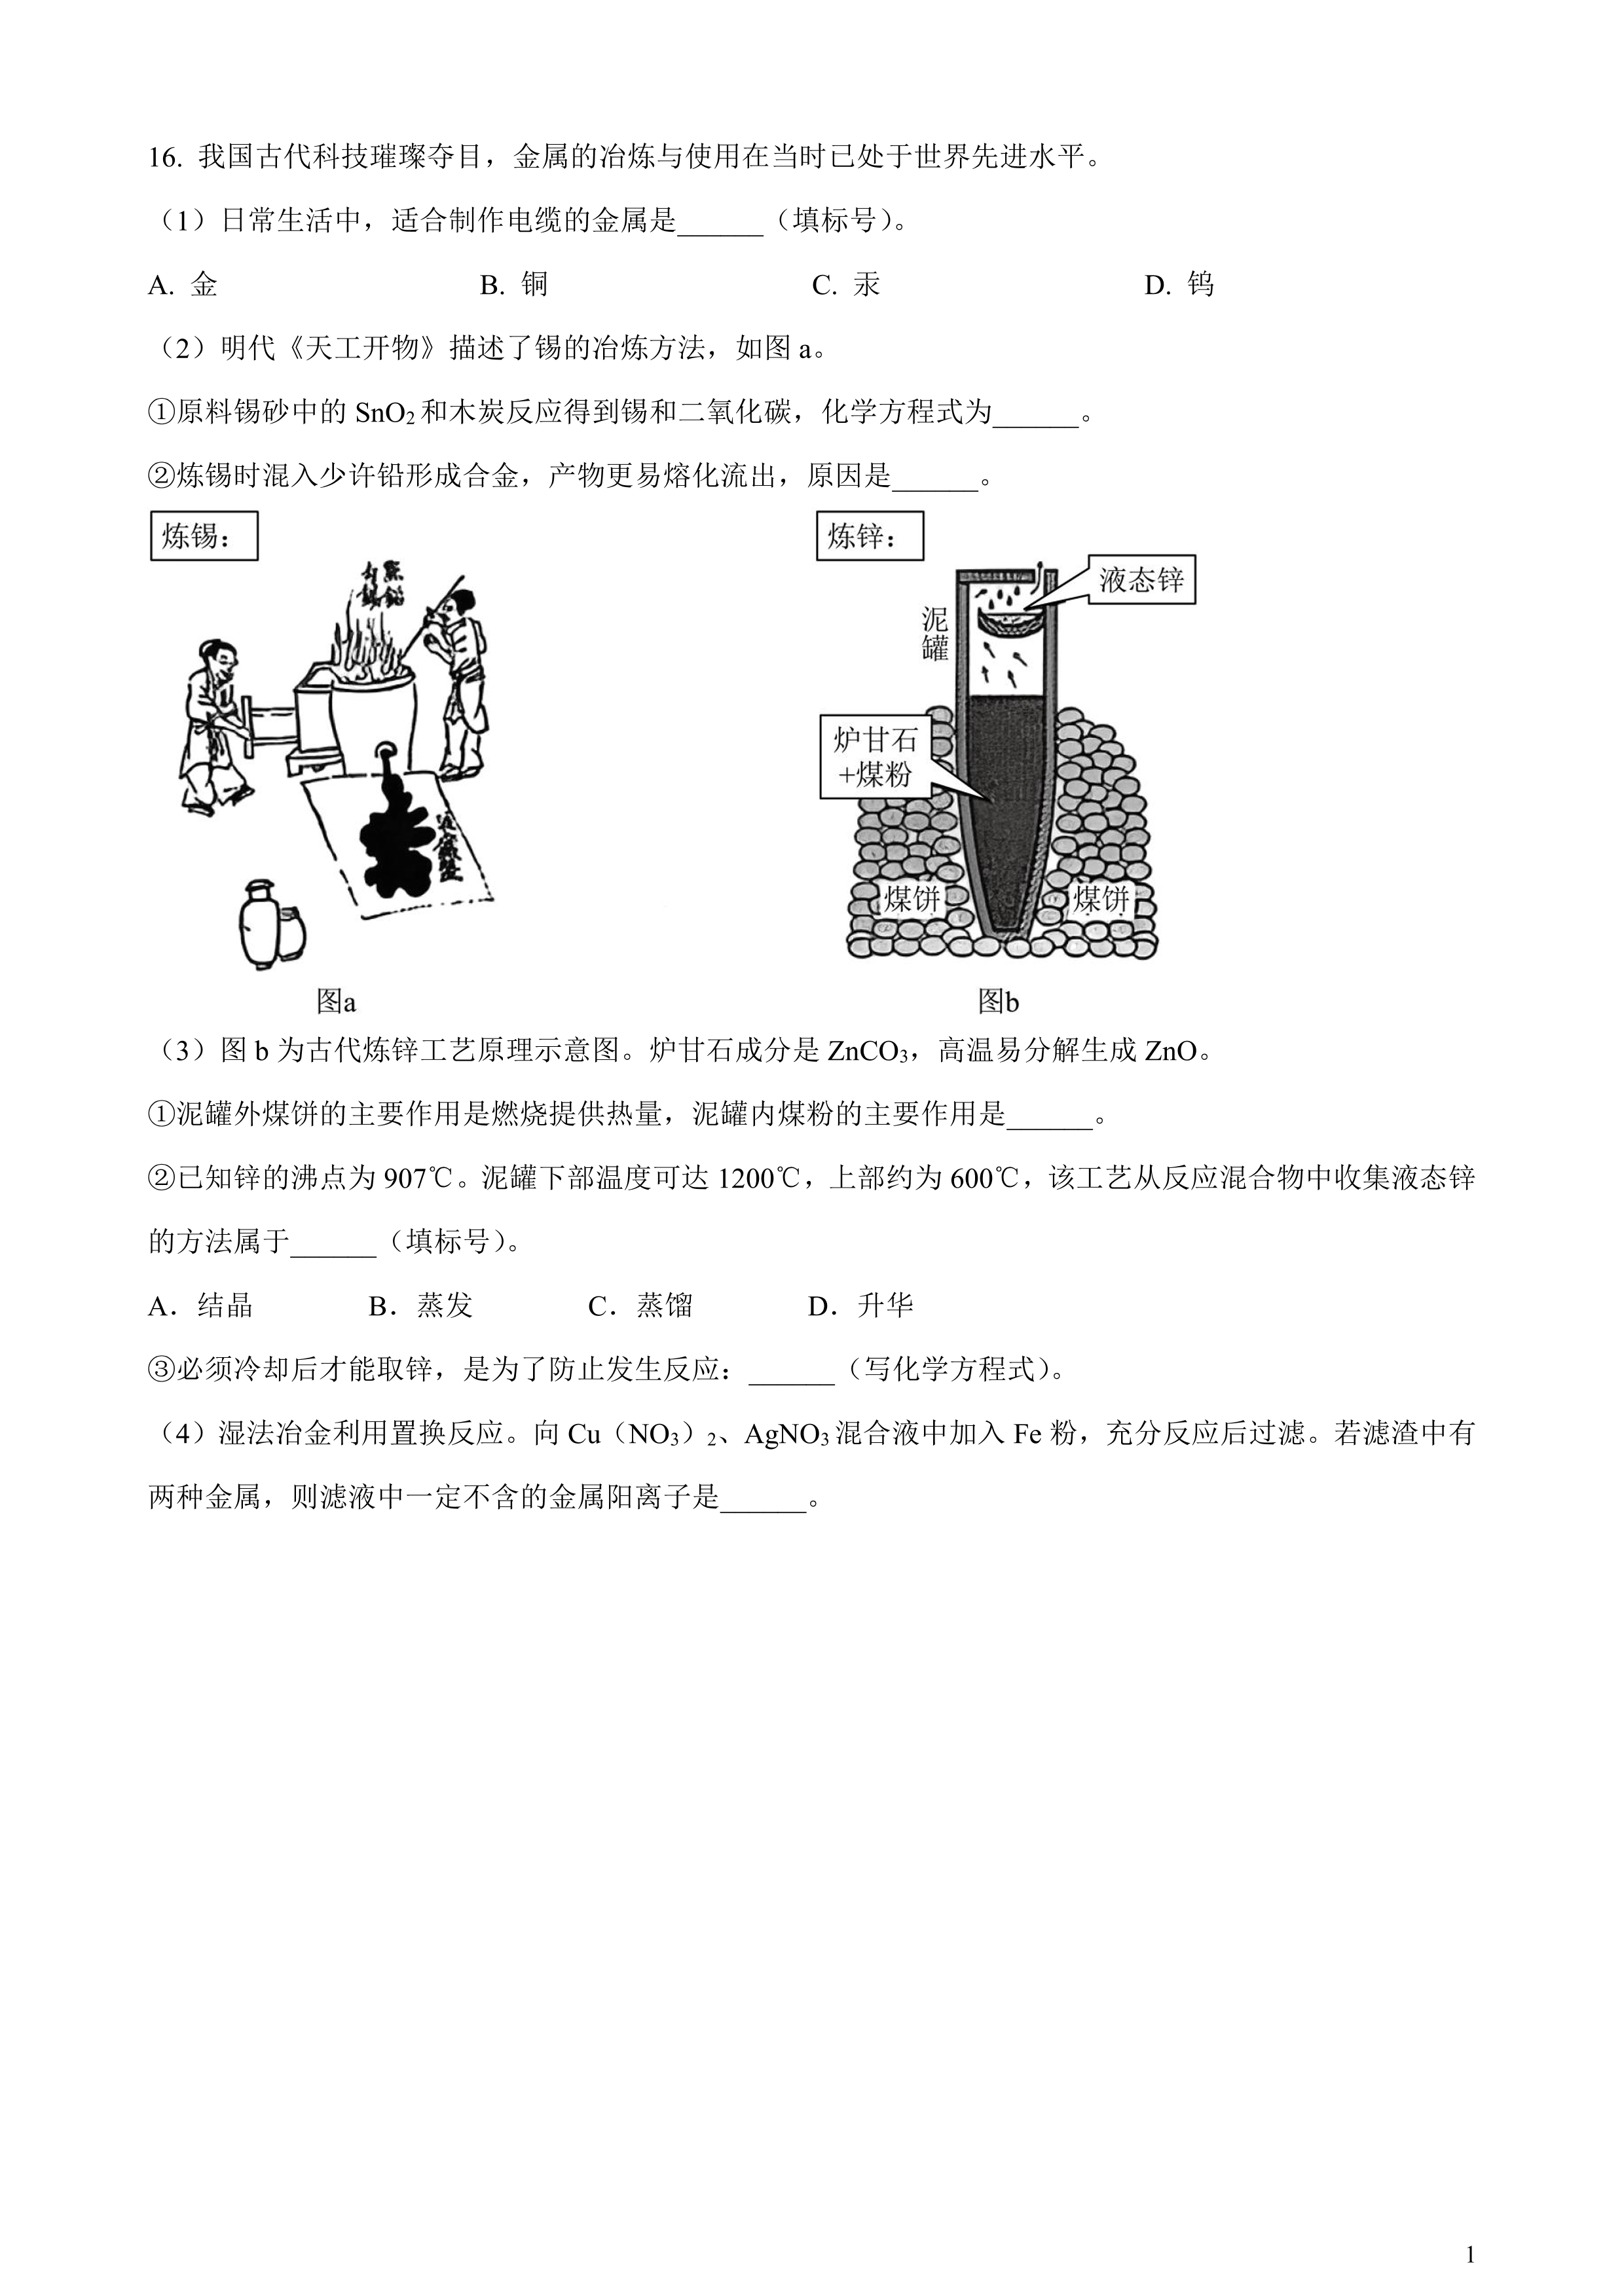 16. 我国古代科技璀璨夺目，金属的冶炼与使用在当时已处于世界先进水平。
（1）日常生活中，适合制作电缆的金属是______（填标号）。
A. 金 B. 铜 C. 汞 D. 钨
（2）明代《天工开物》描述了锡的冶炼方法，如图 a。
①原料锡砂中的 SnO₂ 和木炭反应得到锡和二氧化碳，化学方程式为______。
②炼锡时混入少许铅形成合金，产物更易熔化流出，原因是______。
炼锡：
点铅
勾锡
图a
炼锌：
液态锌
泥罐
炉甘石
+煤粉
煤饼 煤饼
图b
（3）图 b 为古代炼锌工艺原理示意图。炉甘石成分是 ZnCO₃，高温易分解生成 ZnO。
①泥罐外煤饼的主要作用是燃烧提供热量，泥罐内煤粉的主要作用是______。
②已知锌的沸点为 907℃。泥罐下部温度可达 1200℃，上部约为 600℃，该工艺从反应混合物中收集液态锌
的方法属于______（填标号）。
A．结晶 B．蒸发 C．蒸馏 D．升华
③必须冷却后才能取锌，是为了防止发生反应：______（写化学方程式）。
（4）湿法冶金利用置换反应。向 Cu（NO₃）₂、AgNO₃ 混合液中加入 Fe 粉，充分反应后过滤。若滤渣中有
两种金属，则滤液中一定不含的金属阳离子是______。
1